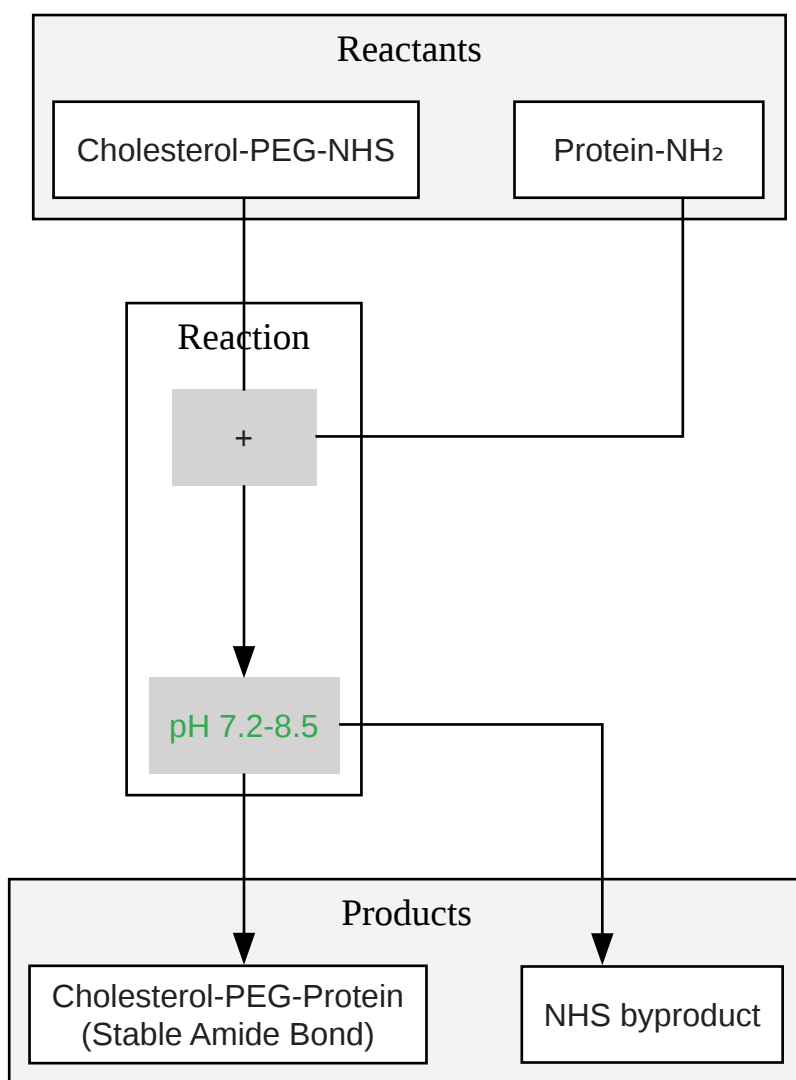 Reactants
Cholesterol-PEG-NHS
Protein-NH₂
Reaction
+
pH 7.2-8.5
Products
Cholesterol-PEG-Protein
(Stable Amide Bond)
NHS byproduct